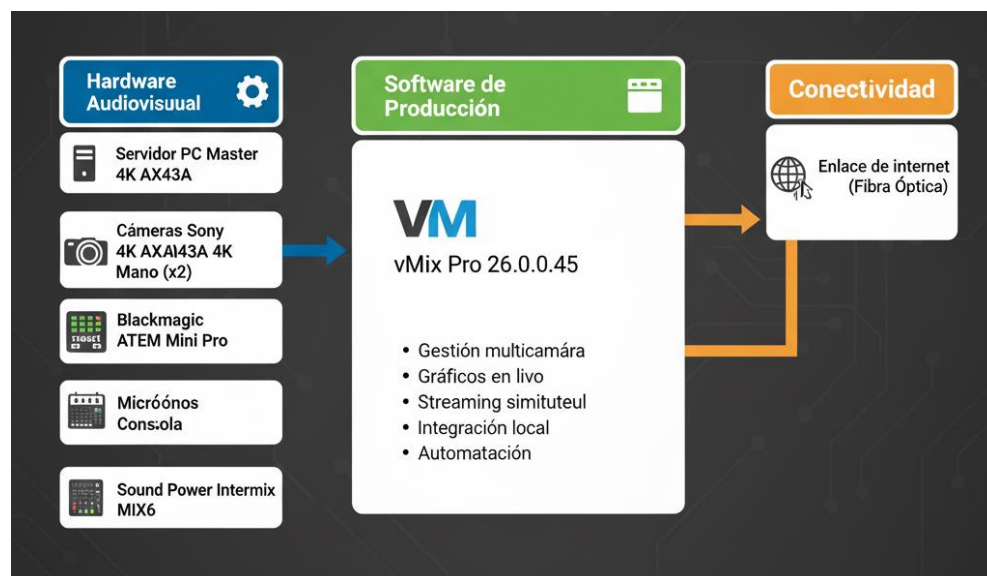 Hardware
Audiovisuual
Servidor PC Master
4K AX43A
Cámeras Sony
4K AXAI43A 4K
Mano (x2)
Blackmagic
ATEM Mini Pro
Micróónos
Consola
Sound Power Intermix
MIX6
Software de
Producción
VM
vMix Pro 26.0.0.45
• Gestión multicamára
• Gráficos en livo
• Streaming simituteul
• Integración local
• Automatación
Conectividad
Enlace de internet
(Fibra Óptica)